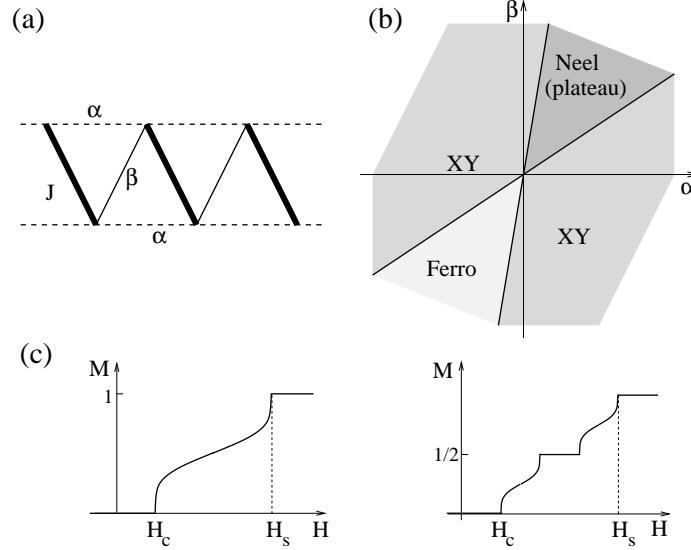 (a)
α
J
β
α
(b)
β
Neel
(plateau)
XY
α
XY
Ferro
(c)
M
1
H_c
H_s
H
M
1/2
H_c
H_s
H